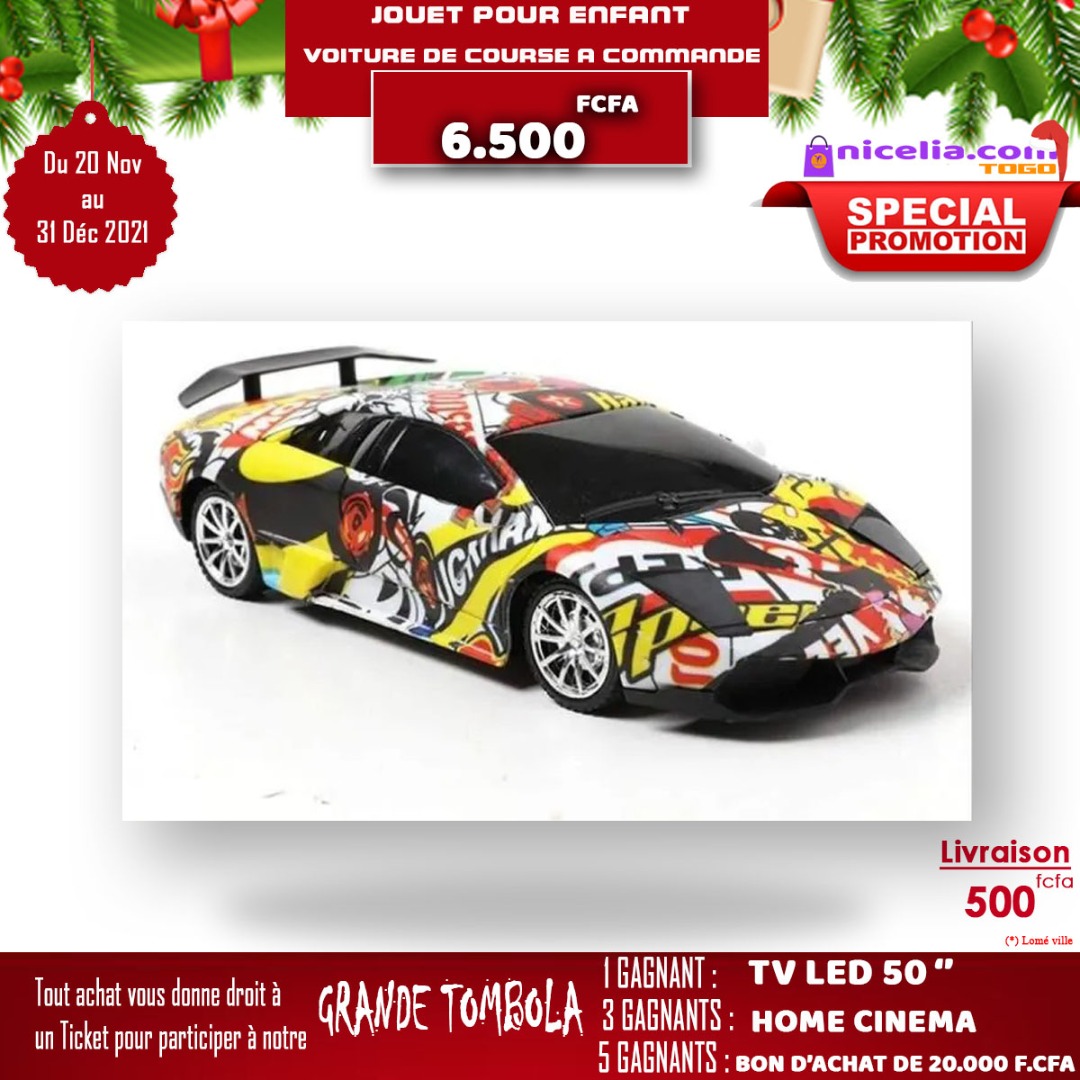 JOUET POUR ENFANT
VOITURE DE COURSE A COMMANDE
FCFA
6.500
Du 20 Nov
au
31 Déc 2021
nicelia.com
TOGO
SPECIAL
PROMOTION
Livraison
fcfa
500
(*) Lomé ville
Tout achat vous donne droit à
un Ticket pour participer à notre
GRANDE TOMBOLA
1 GAGNANT : TV LED 50 ‘’
3 GAGNANTS : HOME CINEMA
5 GAGNANTS : BON D’ACHAT DE 20.000 F.CFA